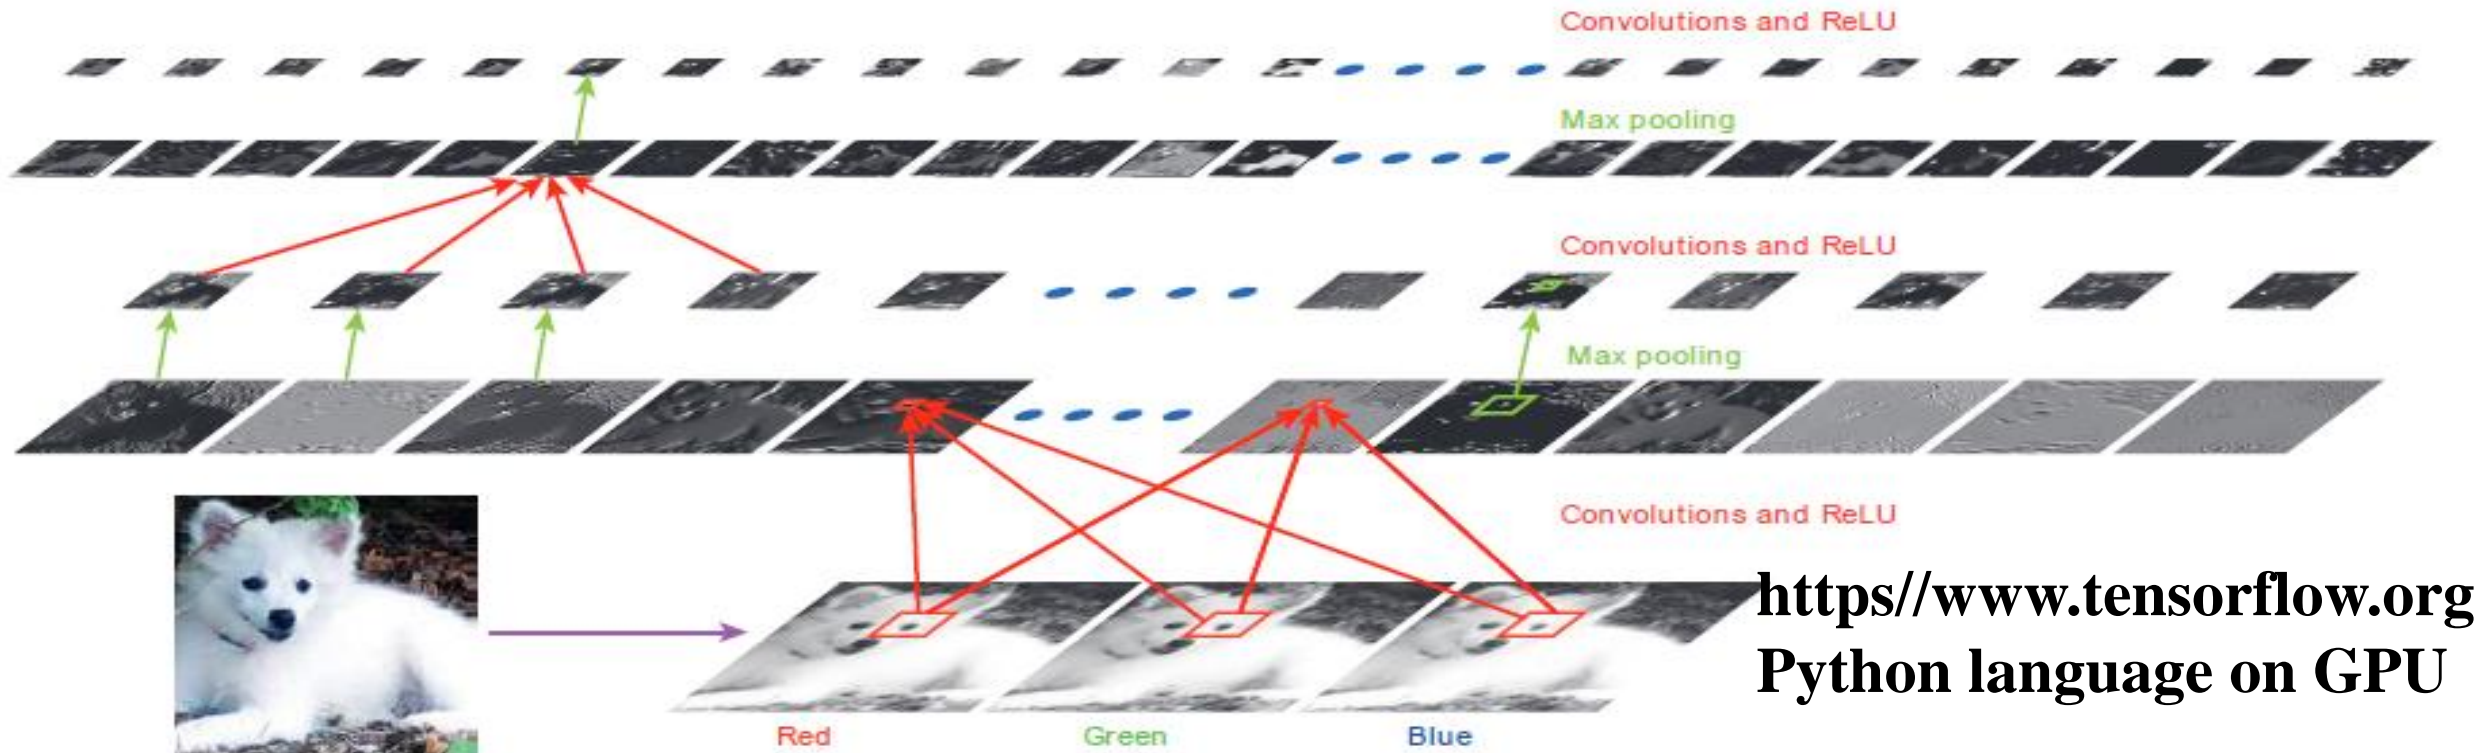 Convolutions and ReLU
Max pooling
Convolutions and ReLU
Max pooling
Convolutions and ReLU
https//www.tensorflow.org
Python language on GPU
Red
Green
Blue